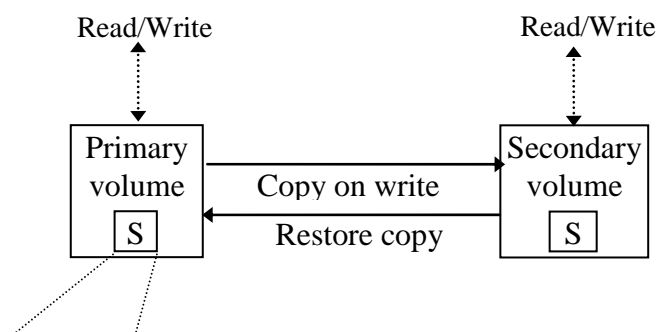 Read/Write
Read/Write
Primary
volume
S
Copy on write
Restore copy
Secondary
volume
S